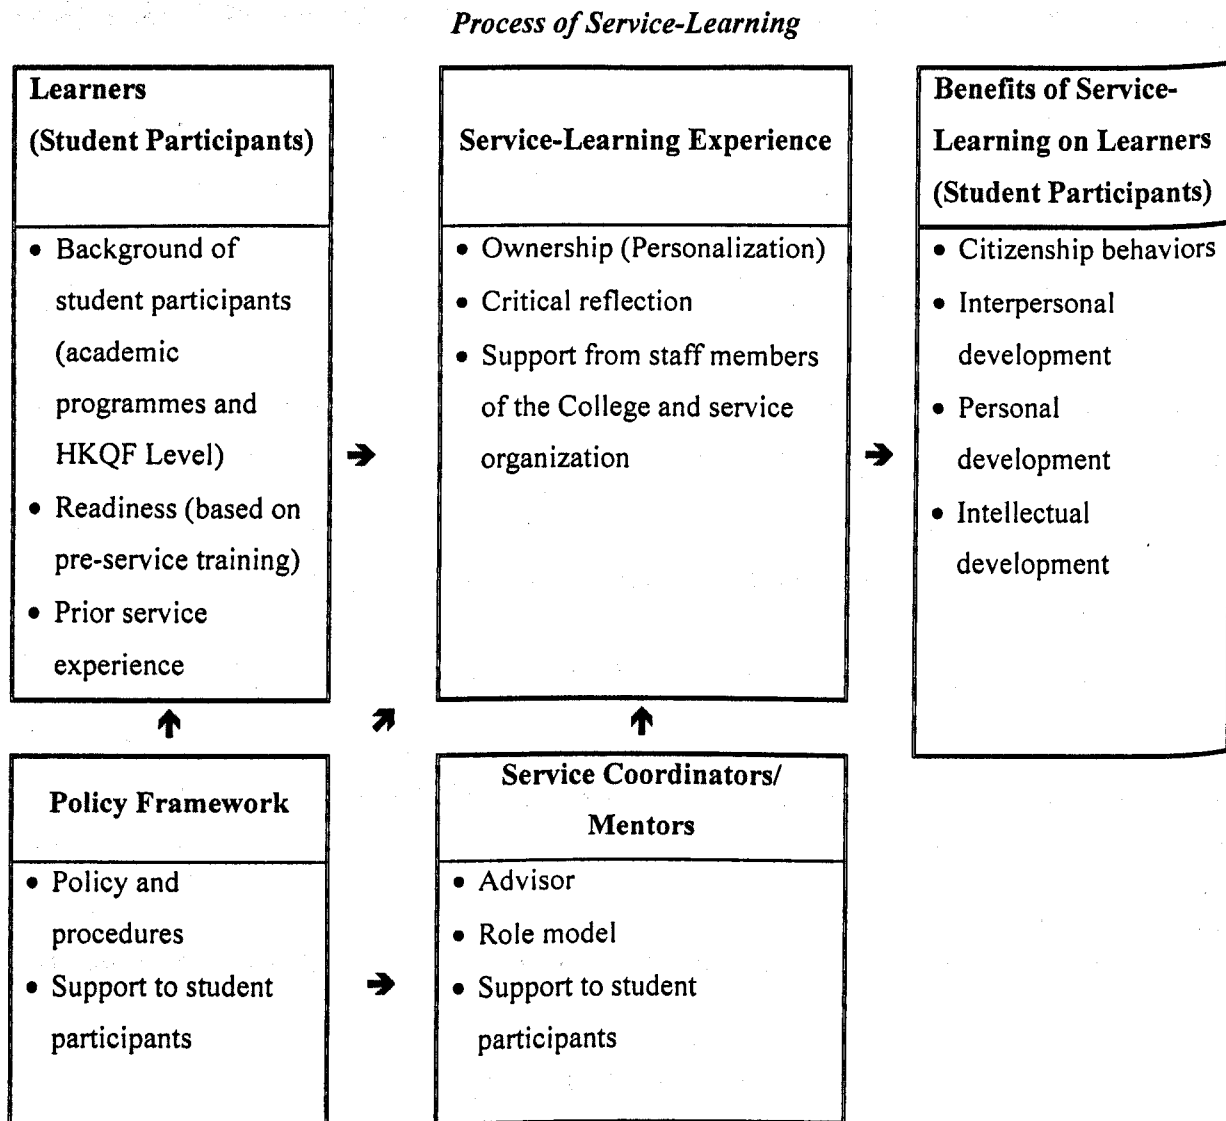 Process of Service-Learning
Learners
(Student Participants)
• Background of
student participants
(academic
programmes and
HKQF Level)
• Readiness (based on
pre-service training)
• Prior service
experience
Service-Learning Experience
• Ownership (Personalization)
• Critical reflection
• Support from staff members
of the College and service
organization
Benefits of Service-
Learning on Learners
(Student Participants)
• Citizenship behaviors
• Interpersonal
development
• Personal
development
• Intellectual
development
Policy Framework
• Policy and
procedures
• Support to student
participants
Service Coordinators/
Mentors
• Advisor
• Role model
• Support to student
participants